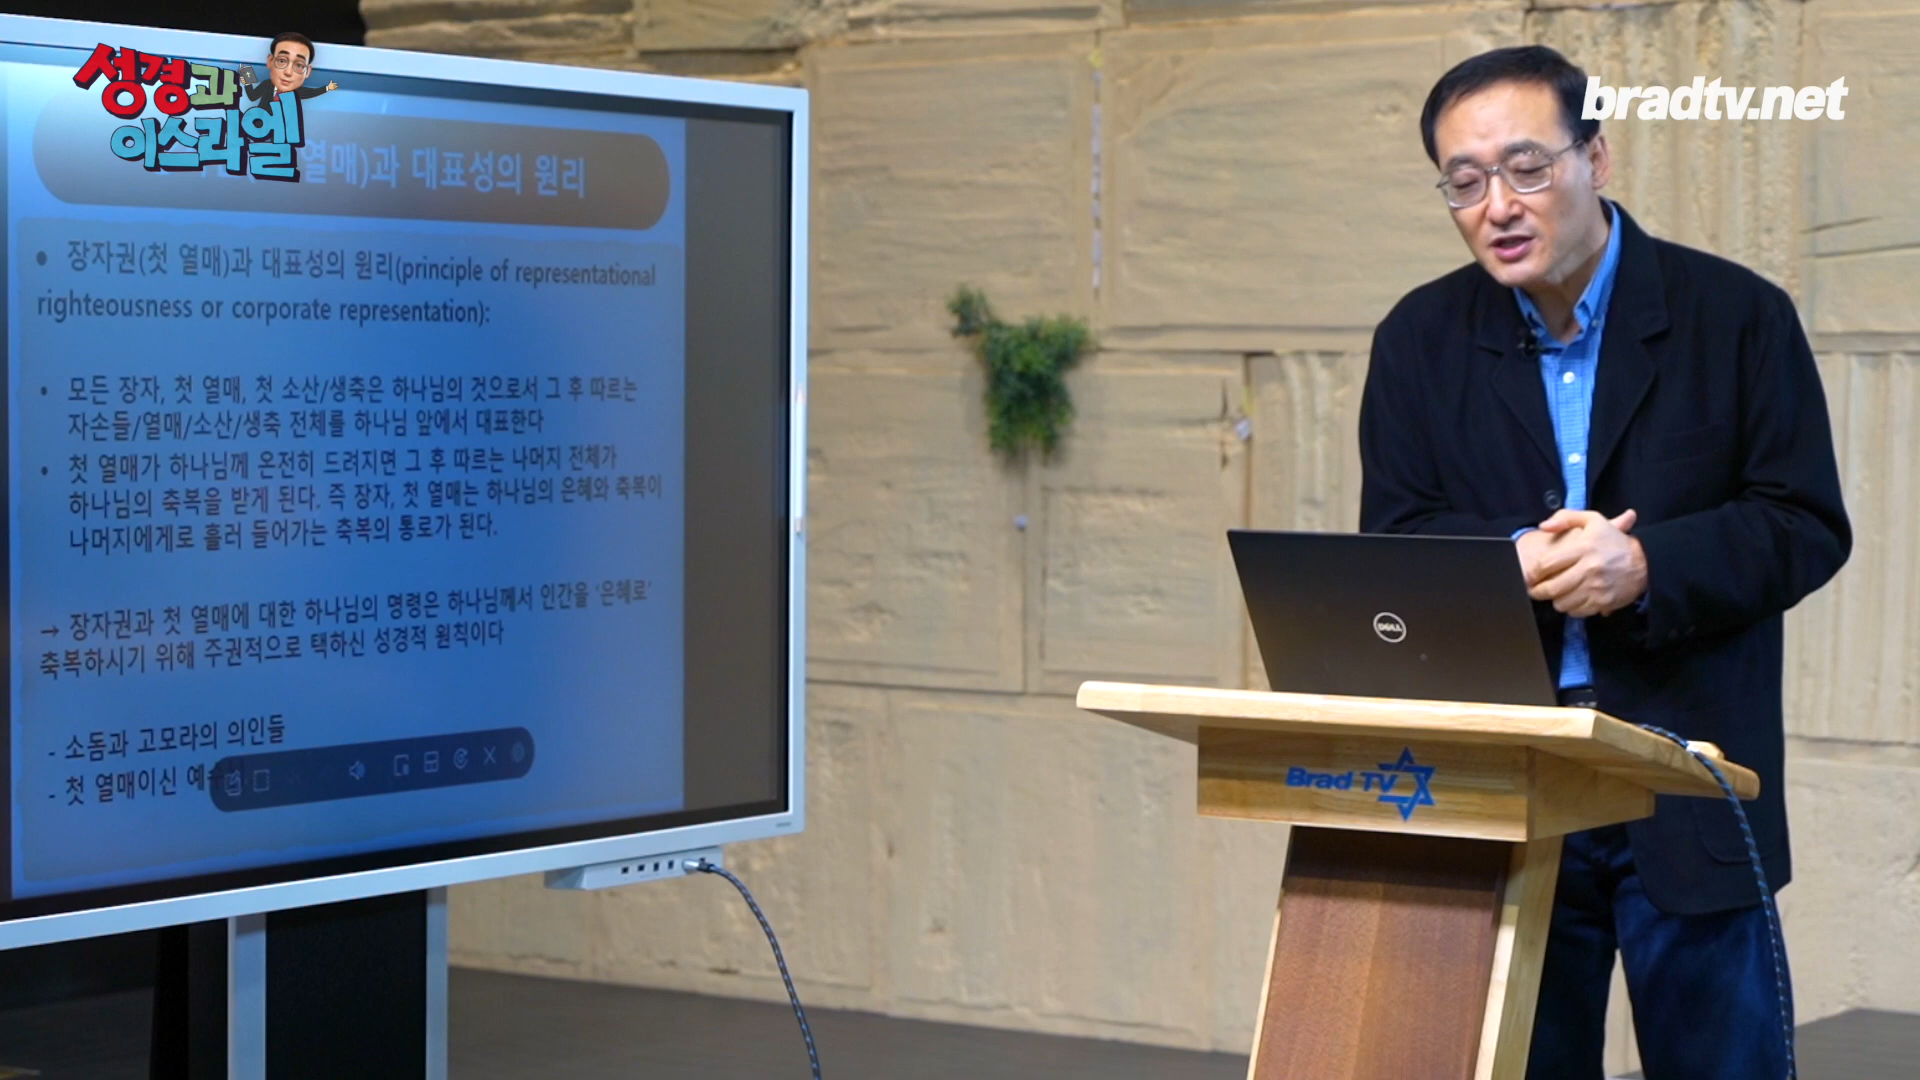 성경과
이스라엘
bradtv.net
열매)과 대표성의 원리
• 장자권(첫 열매)과 대표성의 원리(principle of representational
righteousness or corporate representation):
• 모든 장자, 첫 열매, 첫 소산/생축은 하나님의 것으로서 그 후 따르는
자손들/열매/소산/생축 전체를 하나님 앞에서 대표한다
• 첫 열매가 하나님께 온전히 드려지면 그 후 따르는 나머지 전체가
하나님의 축복을 받게 된다. 즉 장자, 첫 열매는 하나님의 은혜와 축복이
나머지에게로 흘러 들어가는 축복의 통로가 된다.
→ 장자권과 첫 열매에 대한 하나님의 명령은 하나님께서 인간을 ‘은혜로’
축복하시기 위해 주권적으로 택하신 성경적 원칙이다
- 소돔과 고모라의 의인들
- 첫 열매이신
DELL
Brad TV